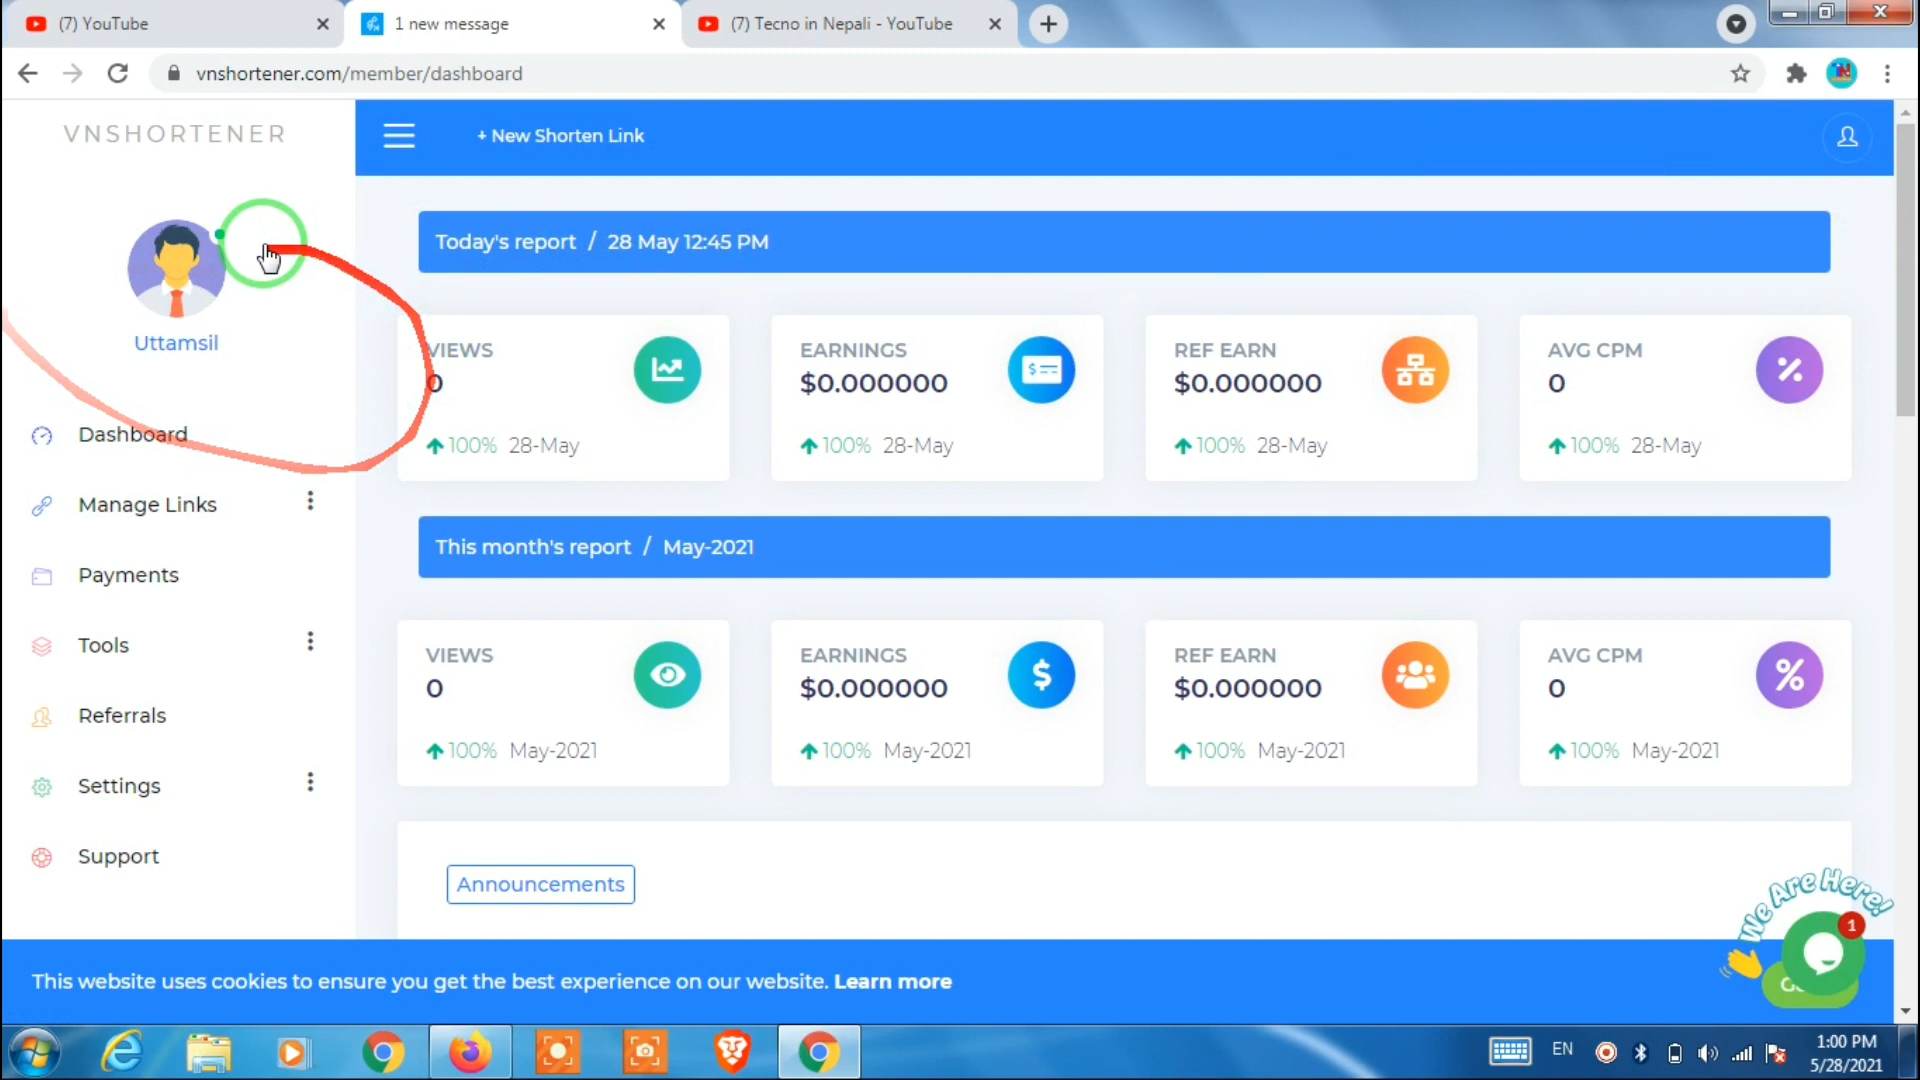 (7) YouTube
1 new message
(7) Tecno in Nepali - YouTube
vnshortener.com/member/dashboard
VNSHORTENER
+ New Shorten Link
Uttamsil
Dashboard
Manage Links
Payments
Tools
Referrals
Settings
Support
Today's report / 28 May 12:45 PM
VIEWS
0
100% 28-May
EARNINGS
$0.000000
100% 28-May
REF EARN
$0.000000
100% 28-May
AVG CPM
0
100% 28-May
This month's report / May-2021
VIEWS
0
100% May-2021
EARNINGS
$0.000000
100% May-2021
REF EARN
$0.000000
100% May-2021
AVG CPM
0
100% May-2021
Announcements
We Are Here!
1
This website uses cookies to ensure you get the best experience on our website. Learn more
EN
1:00 PM
5/28/2021